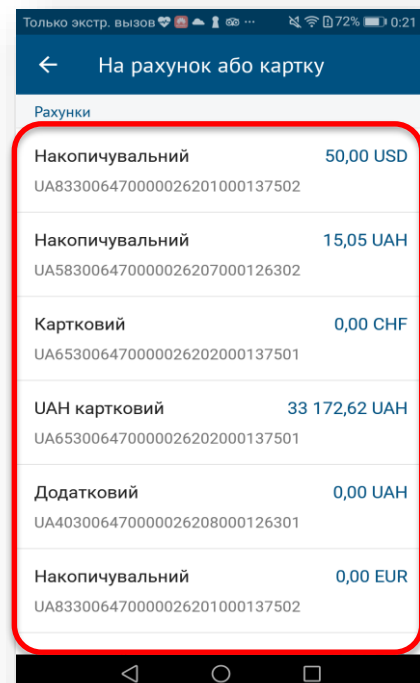 Только экстр. вызов ... 72% 0:21
На рахунок або картку
Рахунки
Накопичувальний 50,00 USD
UA833006470000026201000137502
Накопичувальний 15,05 UAH
UA583006470000026207000126302
Картковий 0,00 CHF
UA653006470000026202000137501
UAH картковий 33 172,62 UAH
UA653006470000026202000137501
Додатковий 0,00 UAH
UA403006470000026208000126301
Накопичувальний 0,00 EUR
UA833006470000026201000137502